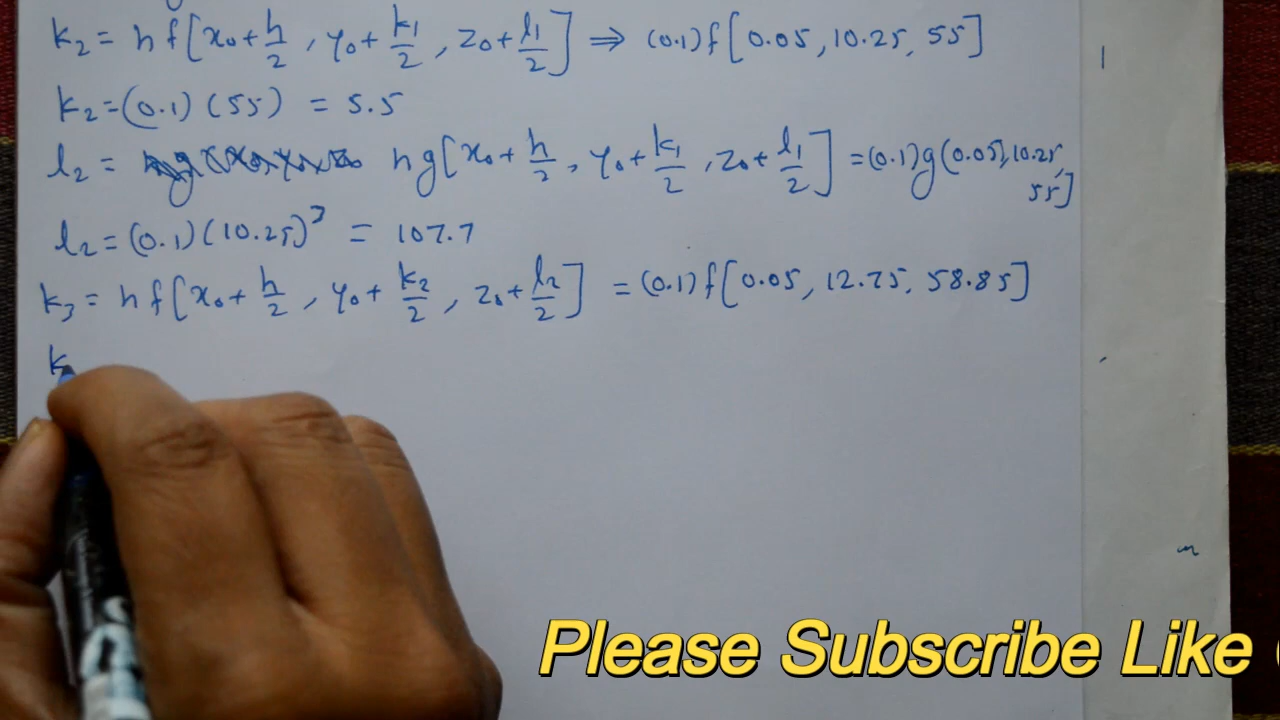 k₂ = hf[x₀+h/2, y₀+k₁/2, z₀+l₁/2] ⇒ (0.1)f[0.05, 10.25, 55]
k₂=(0.1)(55) = 5.5
l₂ = hg[x₀+h/2, y₀+k₁/2, z₀+l₁/2] =(0.1)g(0.05, 10.25, 55]
l₂=(0.1)(10.25)³ = 107.7
k₃ = hf[x₀+h/2, y₀+k₂/2, z₀+l₂/2] =(0.1)f[0.05, 12.75, 58.85]
k
Please Subscribe Like